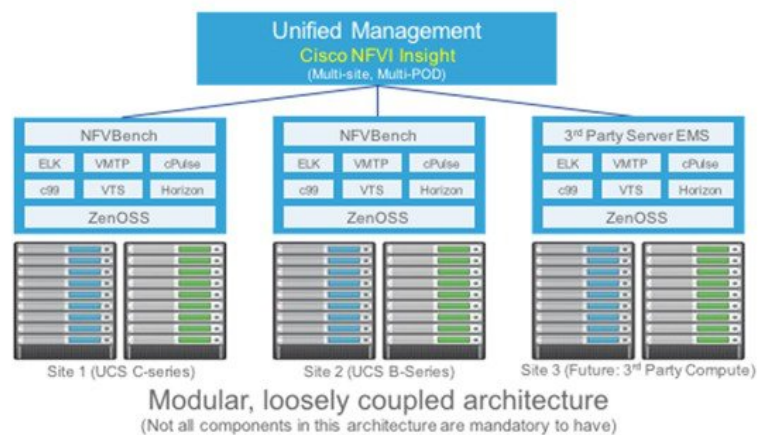 Unified Management
Cisco NFVI Insight
(Multi-site, Multi-POD)
NFVBench
ELK VMTP cPulse
c99 VTS Horizon
ZenOSS
NFVBench
ELK VMTP cPulse
c99 VTS Horizon
ZenOSS
3rd Party Server EMS
ELK VMTP cPulse
c99 VTS Horizon
ZenOSS
Site 1 (UCS C-series)
Site 2 (UCS B-Series)
Site 3 (Future: 3rd Party Compute)
Modular, loosely coupled architecture
(Not all components in this architecture are mandatory to have)